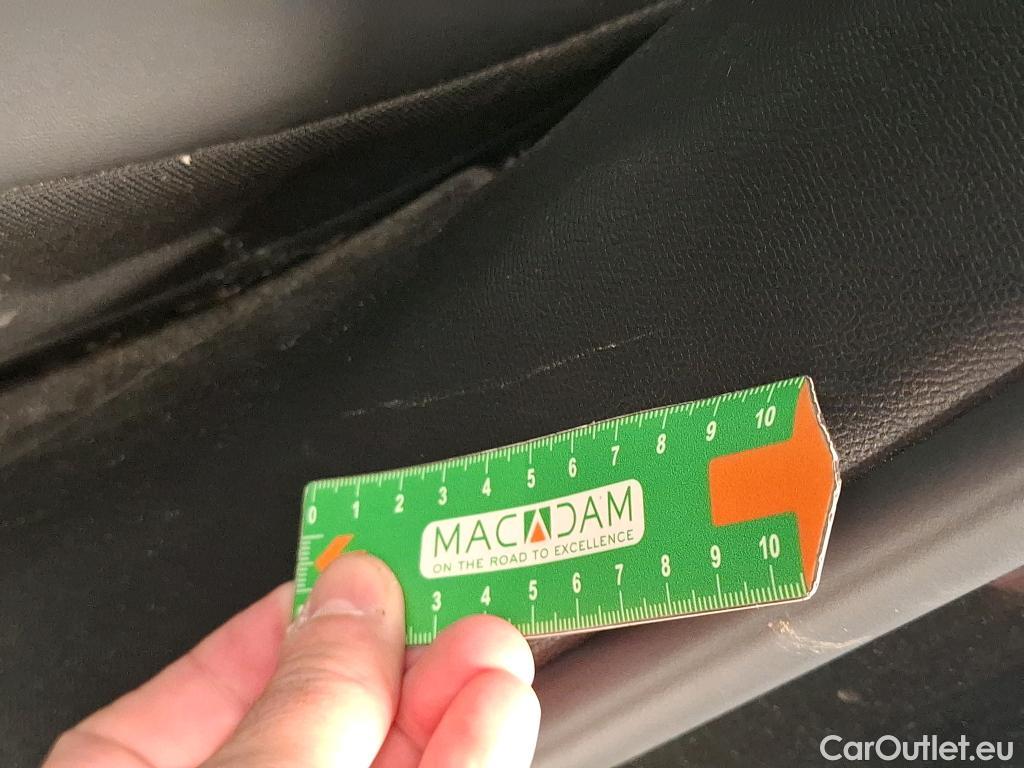 0 1 2 3 4 5 6 7 8 9 10
MACADAM
ON THE ROAD TO EXCELLENCE
3 4 5 6 7 8 9 10
CarOutlet.eu